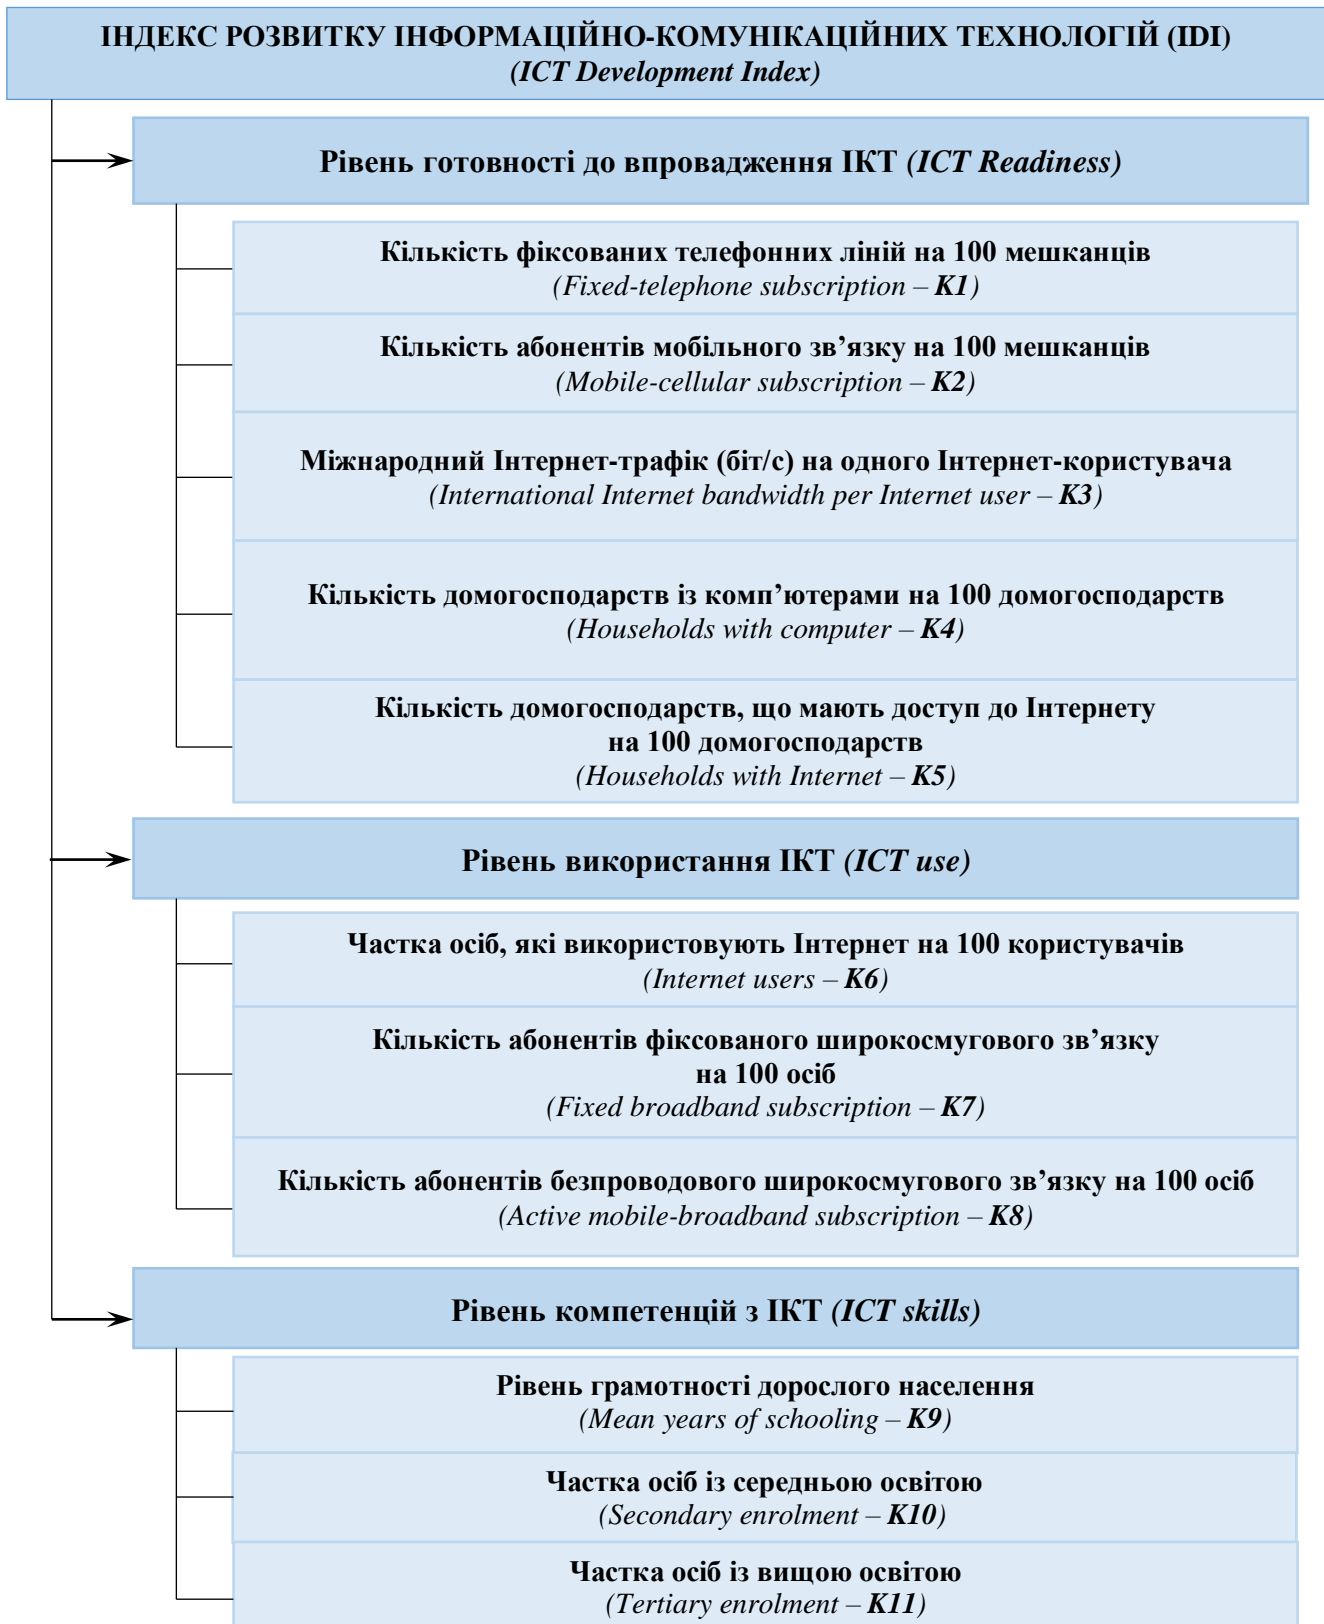 ІНДЕКС РОЗВИТКУ ІНФОРМАЦІЙНО-КОМУНІКАЦІЙНИХ ТЕХНОЛОГІЙ (IDI)
(ICT Development Index)
Рівень готовності до впровадження ІКТ (ICT Readiness)
Кількість фіксованих телефонних ліній на 100 мешканців
(Fixed-telephone subscription – K1)
Кількість абонентів мобільного зв’язку на 100 мешканців
(Mobile-cellular subscription – K2)
Міжнародний Інтернет-трафік (біт/с) на одного Інтернет-користувача
(International Internet bandwidth per Internet user – K3)
Кількість домогосподарств із комп’ютерами на 100 домогосподарств
(Households with computer – K4)
Кількість домогосподарств, що мають доступ до Інтернету
на 100 домогосподарств
(Households with Internet – K5)
Рівень використання ІКТ (ICT use)
Частка осіб, які використовують Інтернет на 100 користувачів
(Internet users – K6)
Кількість абонентів фіксованого широкосмугового зв’язку
на 100 осіб
(Fixed broadband subscription – K7)
Кількість абонентів безпроводового широкосмугового зв’язку на 100 осіб
(Active mobile-broadband subscription – K8)
Рівень компетенцій з ІКТ (ICT skills)
Рівень грамотності дорослого населення
(Mean years of schooling – K9)
Частка осіб із середньою освітою
(Secondary enrolment – K10)
Частка осіб із вищою освітою
(Tertiary enrolment – K11)